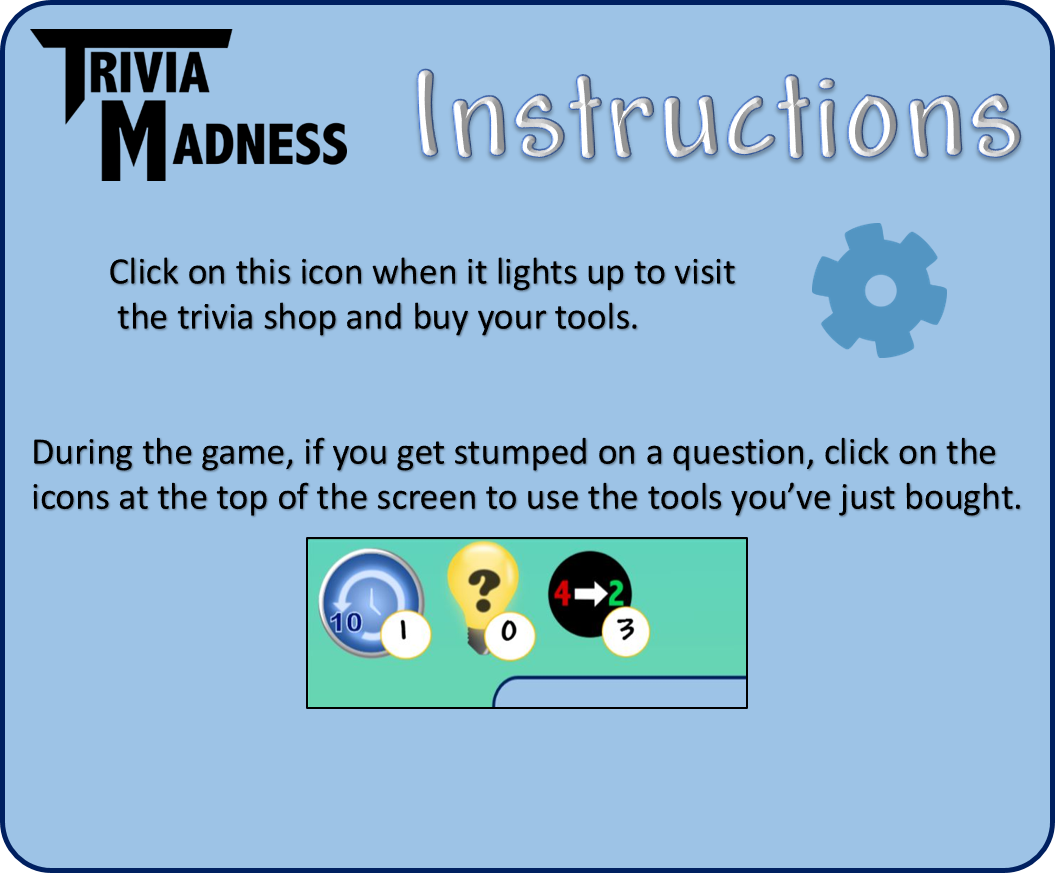 TRIVIA
MADNESS
Instructions
Click on this icon when it lights up to visit
the trivia shop and buy your tools.
During the game, if you get stumped on a question, click on the
icons at the top of the screen to use the tools you’ve just bought.
10 1 ? 0 4→2 3